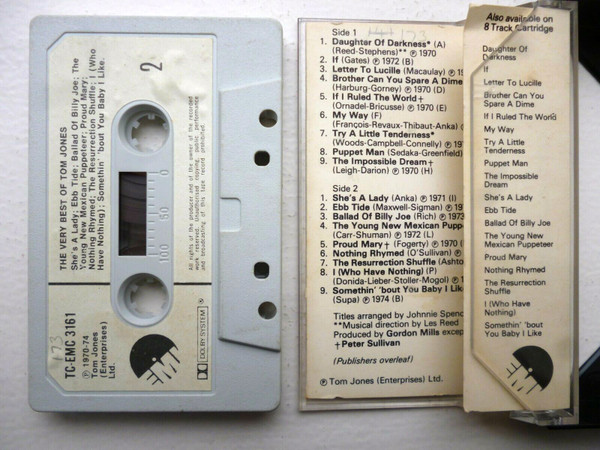 THE VERY BEST OF TOM JONES
She's A Lady; Ebb Tide; Ballad Of Billy Joe; The
Young New Mexican Puppeteer; Proud Mary;
Nothing Rhymed; The Resurrection Shuffle; I (Who
Have Nothing); Somethin' 'bout You Baby I Like.
2
100 50 0
All rights of the producer and of the owner of the recorded
work reserved. Unauthorised copying, public performance
and broadcasting of this tape record prohibited.
173
TC-EMC 3161
℗ 1970-74
Tom Jones
(Enterprises)
Ltd.
EMI
DOLBY SYSTEM
173
Side 1
1. Daughter Of Darkness* (A)
(Reed-Stephens)** ℗ 1970
2. If (Gates) ℗ 1972 (B)
3. Letter To Lucille (Macaulay) ℗
4. Brother Can You Spare A Dime
(Harburg-Gorney) ℗ 1970 (D)
5. If I Ruled The World†
(Ornadel-Bricusse) ℗ 1970 (E)
6. My Way (F)
(François-Revaux-Thibaut-Anka)
7. Try A Little Tenderness*
(Woods-Campbell-Connelly) ℗ 19
8. Puppet Man (Sedaka-Greenfield)
9. The Impossible Dream†
(Leigh-Darion) ℗ 1970 (H)
Side 2
1. She's A Lady (Anka) ℗ 1971 (I)
2. Ebb Tide (Maxwell-Sigman) ℗ 197
3. Ballad Of Billy Joe (Rich) ℗ 1973
4. The Young New Mexican Pupp
(Carr-Shuman) ℗ 1972 (L)
5. Proud Mary† (Fogerty) ℗ 1970 (
6. Nothing Rhymed (O'Sullivan) ℗
7. The Resurrection Shuffle (Ashto
8. I (Who Have Nothing) (P)
(Donida-Leiber-Stoller-Mogol) ℗
9. Somethin' 'bout You Baby I Like
(Supa) ℗ 1974 (B)
Titles arranged by Johnnie Spenc
**Musical direction by Les Reed
Produced by Gordon Mills except
†Peter Sullivan
(Publishers overleaf)
℗ Tom Jones (Enterprises) Ltd.
Also available on
8 Track Cartridge
Daughter Of
Darkness
If
Letter To Lucille
Brother Can You
Spare A Dime
If I Ruled The World
My Way
Try A Little
Tenderness
Puppet Man
The Impossible
Dream
She's A Lady
Ebb Tide
Ballad Of Billy Joe
The Young New
Mexican Puppeteer
Proud Mary
Nothing Rhymed
The Resurrection
Shuffle
I (Who Have
Nothing)
Somethin' 'bout
You Baby I Like
EMI